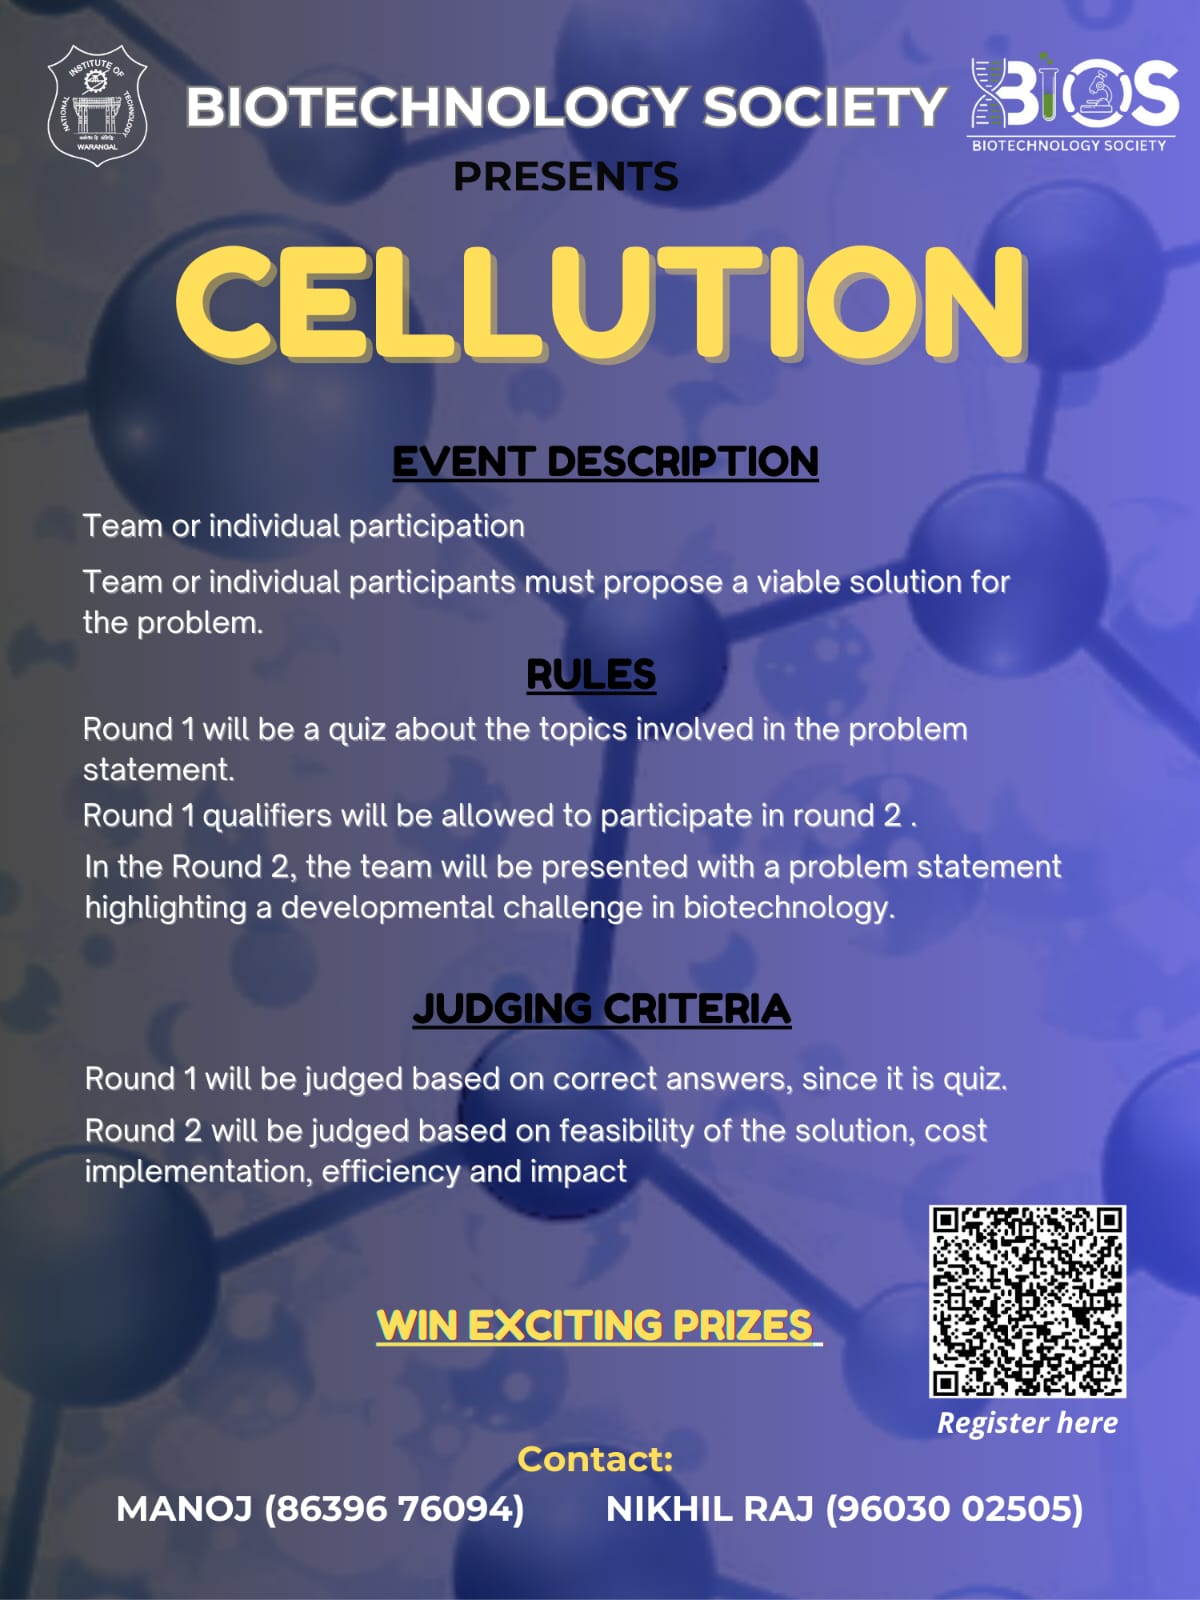 INSTITUTE OF
NATIONAL
TECHNOLOGY
WARANGAL
BIOTECHNOLOGY SOCIETY
BIOS
BIOTECHNOLOGY SOCIETY
PRESENTS
CELLUTION
EVENT DESCRIPTION
Team or individual participation
Team or individual participants must propose a viable solution for
the problem.
RULES
Round 1 will be a quiz about the topics involved in the problem
statement.
Round 1 qualifiers will be allowed to participate in round 2 .
In the Round 2, the team will be presented with a problem statement
highlighting a developmental challenge in biotechnology.
JUDGING CRITERIA
Round 1 will be judged based on correct answers, since it is quiz.
Round 2 will be judged based on feasibility of the solution, cost
implementation, efficiency and impact
WIN EXCITING PRIZES
Register here
Contact:
MANOJ (86396 76094) NIKHIL RAJ (96030 02505)